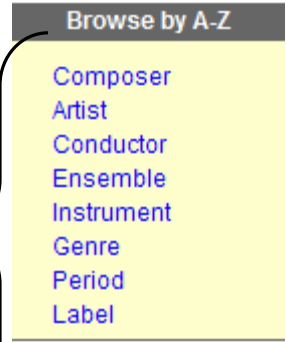 Browse by A-Z
Composer
Artist
Conductor
Ensemble
Instrument
Genre
Period
Label